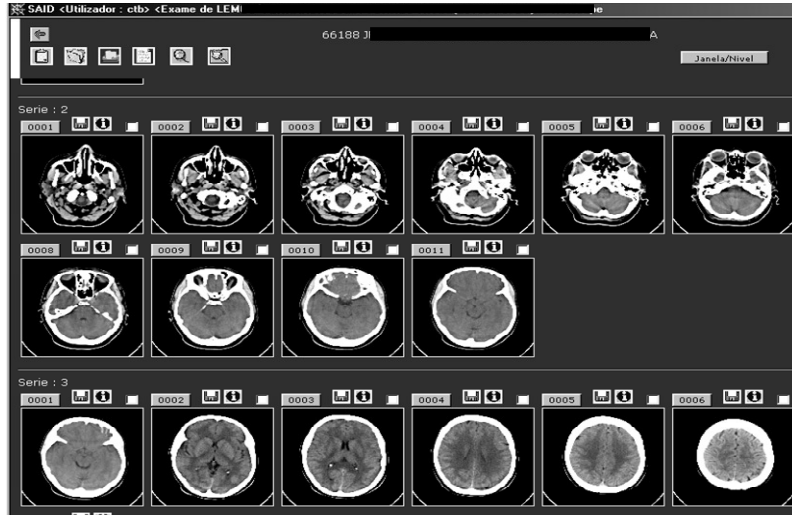 SAID <Utilizador : ctb> <Exame de LEM
66188 J A
Janela/Nivel
Serie : 2
0001 0002 0003 0004 0005 0006
0008 0009 0010 0011
Serie : 3
0001 0002 0003 0004 0005 0006